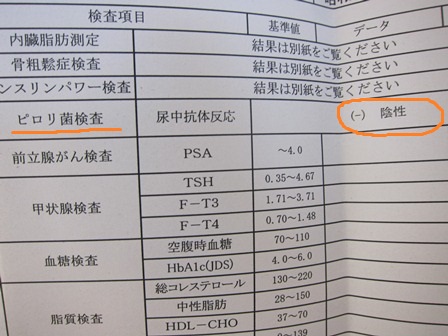 検査項目 基準値 データ
内臓脂肪測定 結果は別紙をご覧ください
骨粗鬆症検査 結果は別紙をご覧ください
ンスリンパワー検査 結果は別紙をご覧ください
ピロリ菌検査 尿中抗体反応 (-) 陰性
前立腺がん検査 PSA ～4.0
甲状腺検査 TSH 0.35～4.67
F-T3 1.71～3.71
F-T4 0.70～1.48
血糖検査 空腹時血糖 70～110
HbA1c(JDS) 4.0～6.0
脂質検査 総コレステロール 130～220
中性脂肪 28～150
HDL-CHO 37～70